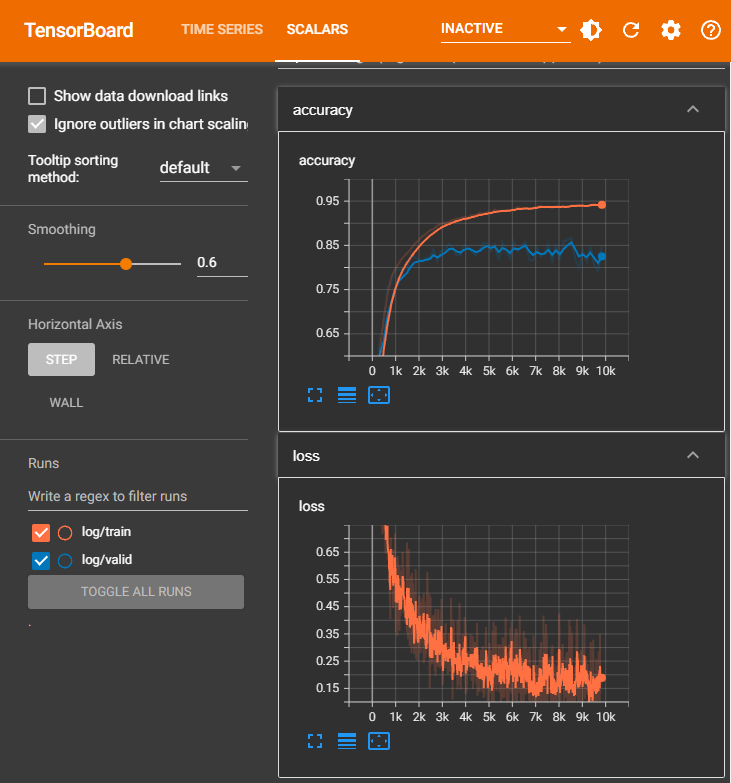 TensorBoard
TIME SERIES
SCALARS
INACTIVE
Show data download links
Ignore outliers in chart scaling
Tooltip sorting
method:
default
Smoothing
0.6
Horizontal Axis
STEP
RELATIVE
WALL
Runs
Write a regex to filter runs
log/train
log/valid
TOGGLE ALL RUNS
.
accuracy
accuracy
0.95
0.85
0.75
0.65
0 1k 2k 3k 4k 5k 6k 7k 8k 9k 10k
loss
loss
0.65
0.55
0.45
0.35
0.25
0.15
0 1k 2k 3k 4k 5k 6k 7k 8k 9k 10k